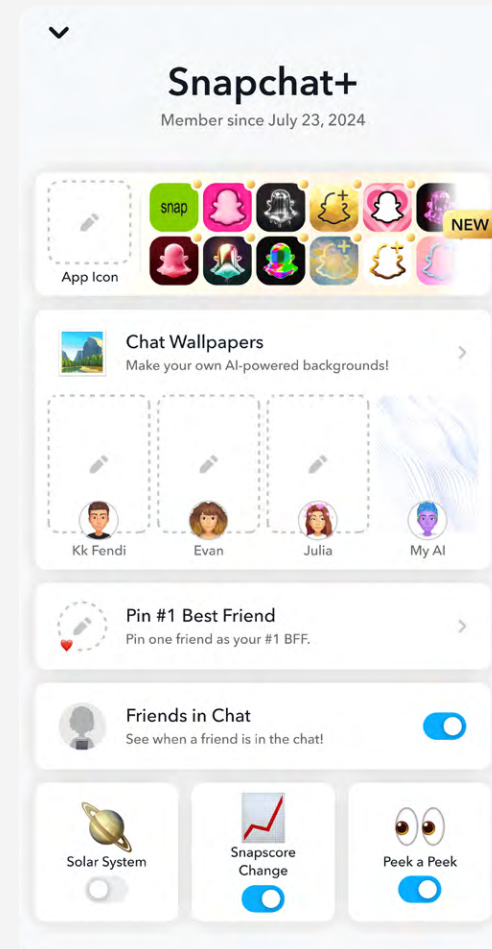 Snapchat+
Member since July 23, 2024
snap
NEW
App Icon
Chat Wallpapers
Make your own AI-powered backgrounds!
Kk Fendi
Evan
Julia
My AI
Pin #1 Best Friend
Pin one friend as your #1 BFF.
Friends in Chat
See when a friend is in the chat!
Solar System
Snapscore
Change
Peek a Peek